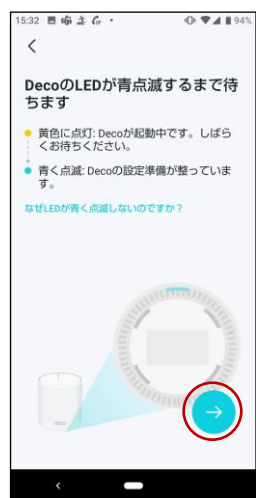 15:32 94%
DecoのLEDが青点滅するまで待
ちます
黄色に点灯: Decoが起動中です。しばら
くお待ちください。
青く点滅: Decoの設定準備が整っていま
す。
なぜLEDが青く点滅しないのですか？
deco